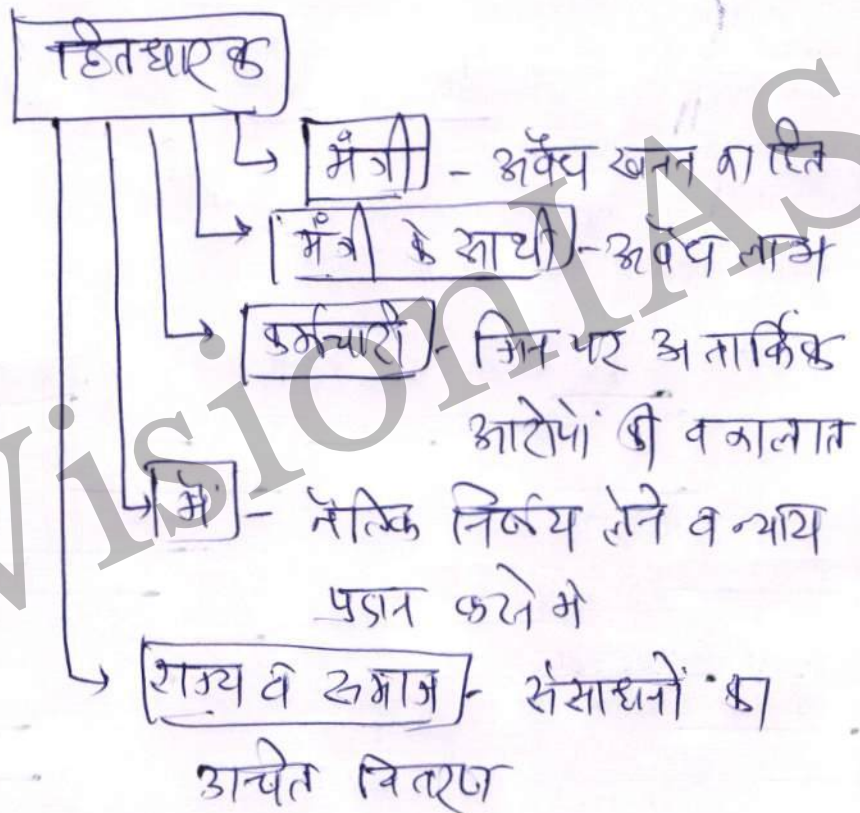 हितधारक
मंत्री - अवैध खनन का हित
मंत्री के साथी - अवैध लाभ
कर्मचारी - जिन पर अतार्किक
आरोपों की वकालात
मैं - नैतिक निर्णय लेने व न्याय
प्रदान करने मे
राज्य व समाज - संसाधनों का
उचित वितरण
VisionIAS